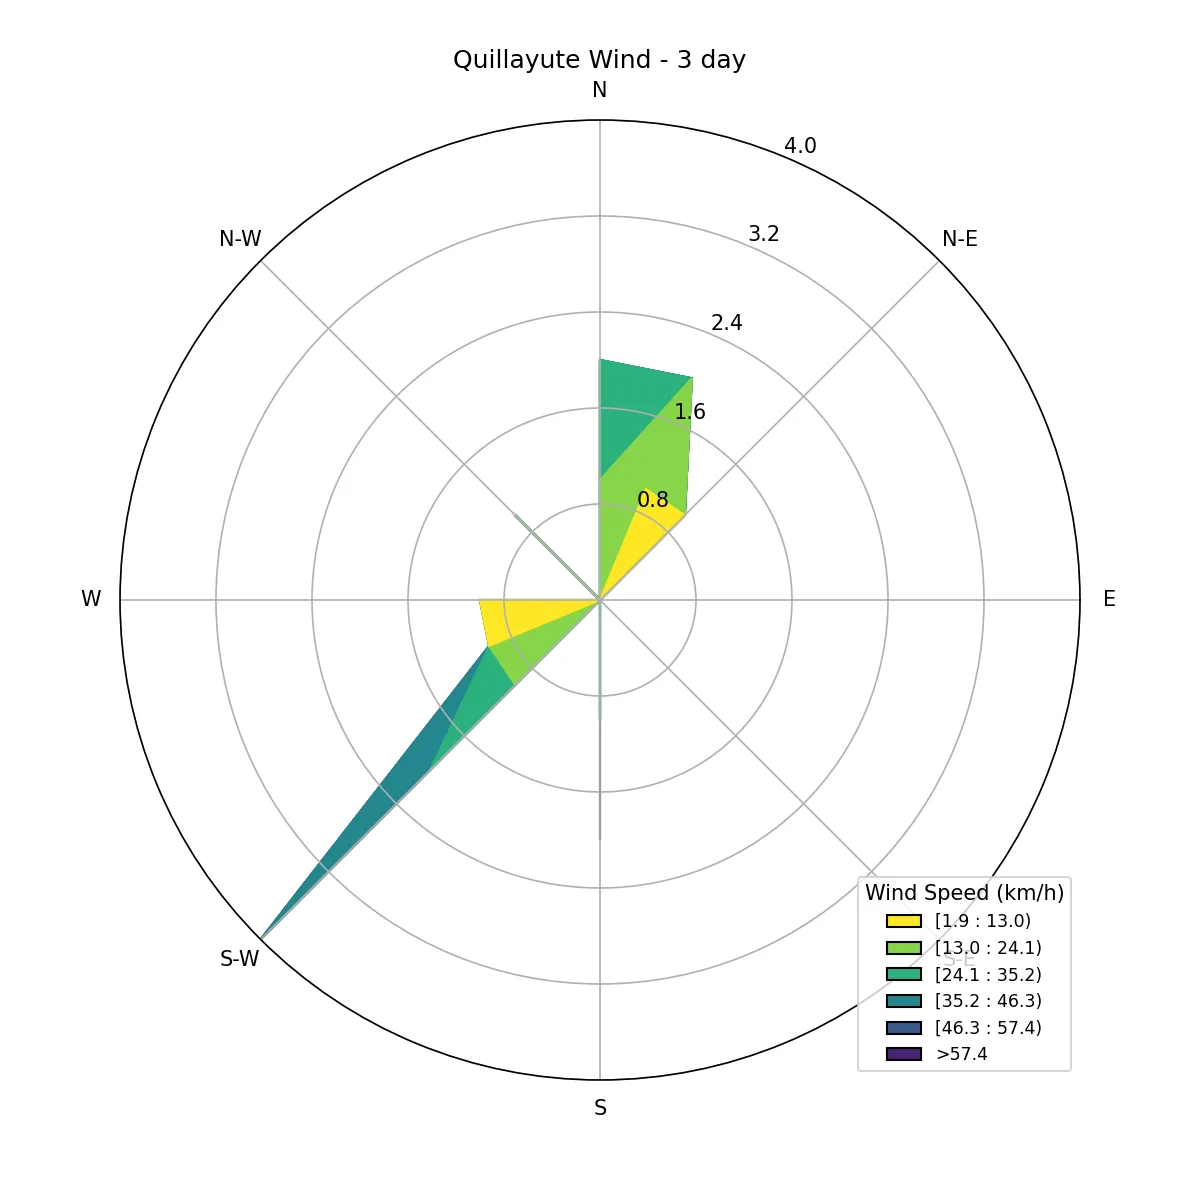 Quillayute Wind - 3 day
N
4.0
3.2
N-W
N-E
2.4
1.6
0.8
W
E
S-W
S-E
Wind Speed (km/h)
[1.9 : 13.0)
[13.0 : 24.1)
[24.1 : 35.2)
[35.2 : 46.3)
[46.3 : 57.4)
>57.4
S